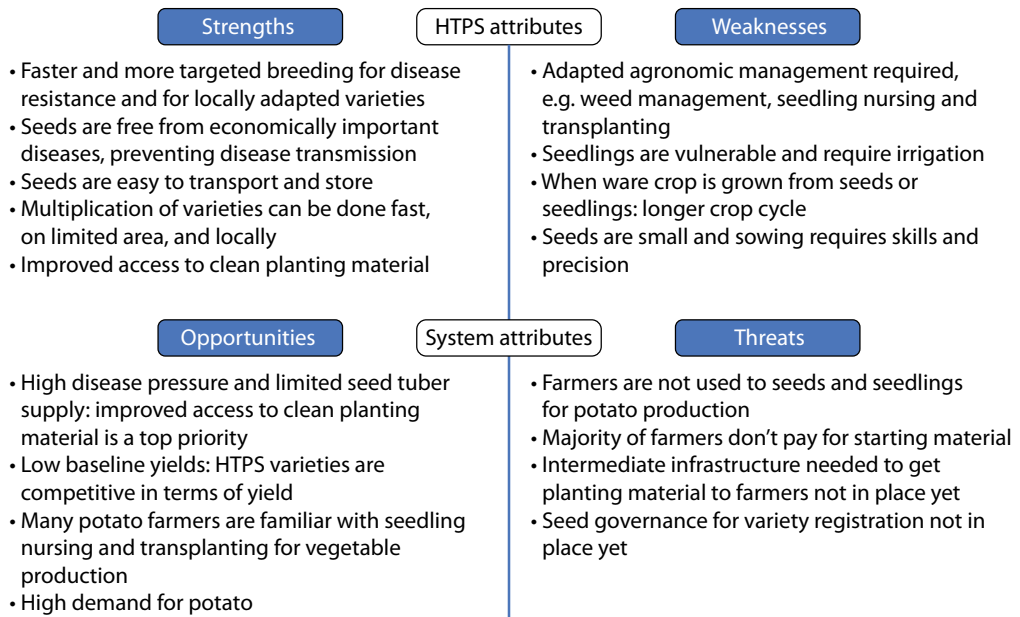 Strengths
HTPS attributes
Weaknesses
• Faster and more targeted breeding for disease
resistance and for locally adapted varieties
• Seeds are free from economically important
diseases, preventing disease transmission
• Seeds are easy to transport and store
• Multiplication of varieties can be done fast,
on limited area, and locally
• Improved access to clean planting material
• Adapted agronomic management required,
e.g. weed management, seedling nursing and
transplanting
• Seedlings are vulnerable and require irrigation
• When ware crop is grown from seeds or
seedlings: longer crop cycle
• Seeds are small and sowing requires skills and
precision
Opportunities
System attributes
Threats
• High disease pressure and limited seed tuber
supply: improved access to clean planting
material is a top priority
• Low baseline yields: HTPS varieties are
competitive in terms of yield
• Many potato farmers are familiar with seedling
nursing and transplanting for vegetable
production
• High demand for potato
• Farmers are not used to seeds and seedlings
for potato production
• Majority of farmers don't pay for starting material
• Intermediate infrastructure needed to get
planting material to farmers not in place yet
• Seed governance for variety registration not in
place yet